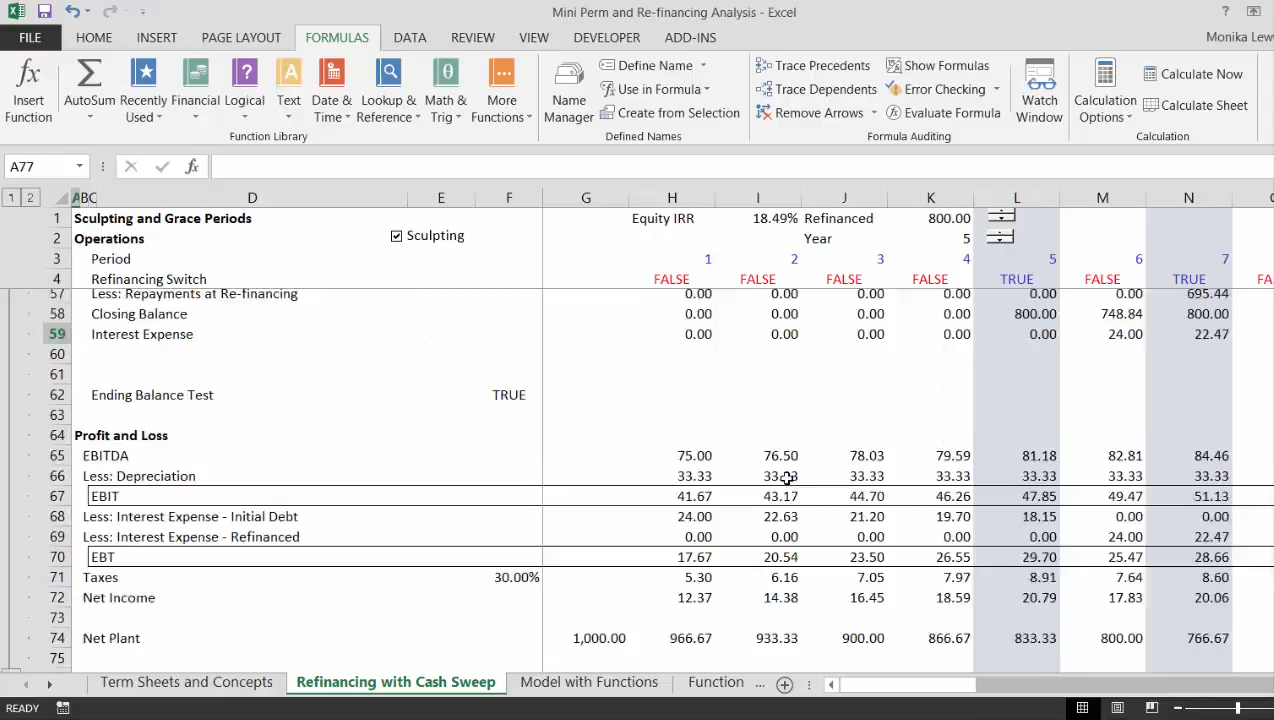 Mini Perm and Re-financing Analysis - Excel
FILE HOME INSERT PAGE LAYOUT FORMULAS DATA REVIEW VIEW DEVELOPER ADD-INS Monika Lew
Insert Function
AutoSum
Recently Used
Financial
Logical
Text
Date & Time
Lookup & Reference
Math & Trig
More Functions
Function Library
Name Manager
Define Name
Use in Formula
Create from Selection
Defined Names
Trace Precedents
Trace Dependents
Remove Arrows
Show Formulas
Error Checking
Evaluate Formula
Formula Auditing
Watch Window
Calculation Options
Calculate Now
Calculate Sheet
Calculation
A77 fx
1 2 A B C D E F G H I J K L M N
1 Sculpting and Grace Periods Equity IRR 18.49% Refinanced 800.00
2 Operations Sculpting Year 5
3 Period 1 2 3 4 5 6 7
4 Refinancing Switch FALSE FALSE FALSE FALSE TRUE FALSE TRUE
57 Less: Repayments at Re-financing 0.00 0.00 0.00 0.00 0.00 0.00 695.44
58 Closing Balance 0.00 0.00 0.00 0.00 800.00 748.84 800.00
59 Interest Expense 0.00 0.00 0.00 0.00 0.00 24.00 22.47
60
61
62 Ending Balance Test TRUE
63
64 Profit and Loss
65 EBITDA 75.00 76.50 78.03 79.59 81.18 82.81 84.46
66 Less: Depreciation 33.33 33.33 33.33 33.33 33.33 33.33
67 EBIT 41.67 43.17 44.70 46.26 47.85 49.47 51.13
68 Less: Interest Expense - Initial Debt 24.00 22.63 21.20 19.70 18.15 0.00 0.00
69 Less: Interest Expense - Refinanced 0.00 0.00 0.00 0.00 0.00 24.00 22.47
70 EBT 17.67 20.54 23.50 26.55 29.70 25.47 28.66
71 Taxes 30.00% 5.30 6.16 7.05 7.97 8.91 7.64 8.60
72 Net Income 12.37 14.38 16.45 18.59 20.79 17.83 20.06
73
74 Net Plant 1,000.00 966.67 933.33 900.00 866.67 833.33 800.00 766.67
75
Term Sheets and Concepts Refinancing with Cash Sweep Model with Functions Function ...
READY